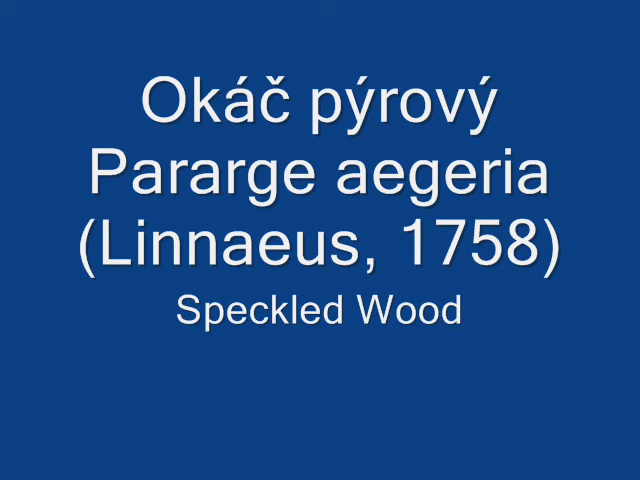 Okáč pýrový
Pararge aegeria
(Linnaeus, 1758)
Speckled Wood